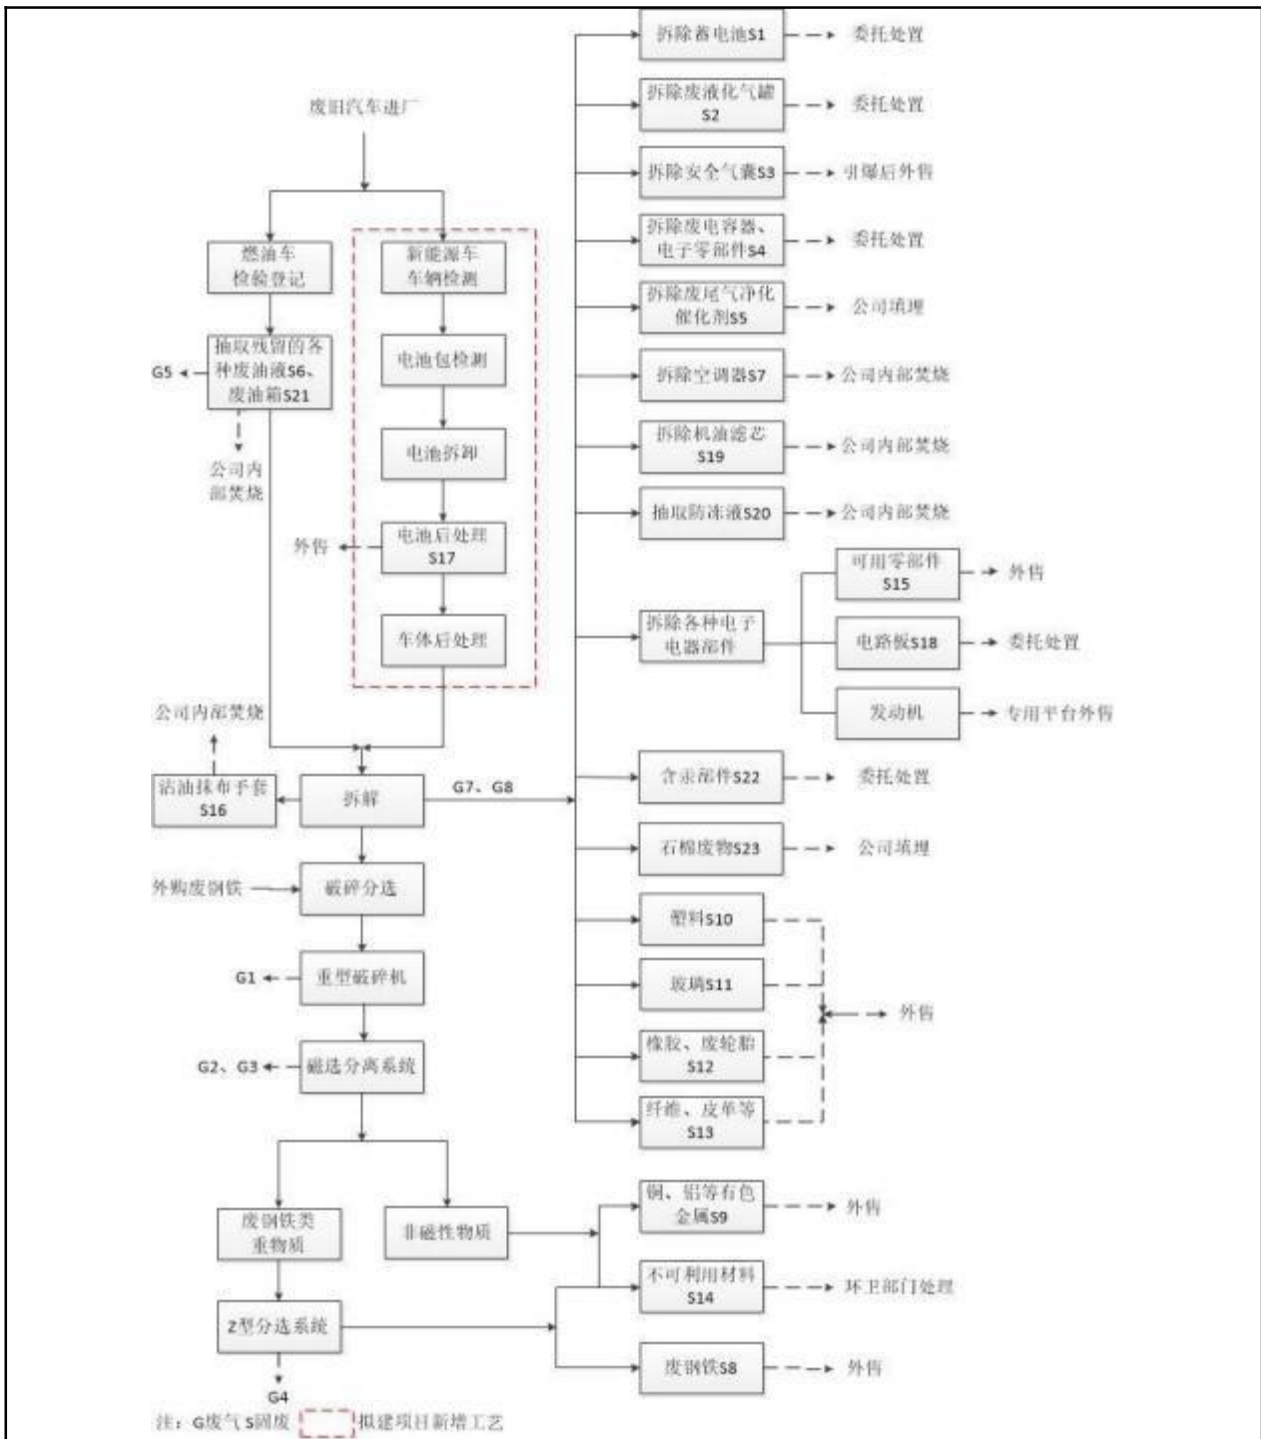 废旧汽车进厂
燃油车
检验登记
抽取残留的各
种废油液S6、
废油箱S21
G5
公司内
部焚烧
新能源车
车辆检测
电池包检测
电池拆卸
电池后处理
S17
外售
车体后处理
公司内部焚烧
沾油抹布手套
S16
拆解
G7、G8
外购废钢铁
破碎分选
重型破碎机
G1
磁选分离系统
G2、G3
废钢铁类
重物质
非磁性物质
Z型分选系统
G4
拆除蓄电池S1
委托处置
拆除废液化气罐
S2
委托处置
拆除安全气囊S3
引爆后外售
拆除废电容器、
电子零部件S4
委托处置
拆除废尾气净化
催化剂S5
公司填埋
拆除空调器S7
公司内部焚烧
拆除机油滤芯
S19
公司内部焚烧
抽取防冻液S20
公司内部焚烧
拆除各种电子
电器部件
可用零部件
S15
外售
电路板S18
委托处置
发动机
专用平台外售
含汞部件S22
委托处置
石棉废物S23
公司填埋
塑料S10
玻璃S11
橡胶、废轮胎
S12
纤维、皮革等
S13
外售
铜、铝等有色
金属S9
外售
不可利用材料
S14
环卫部门处理
废钢铁S8
外售
注：G废气 S固废 拟建项目新增工艺